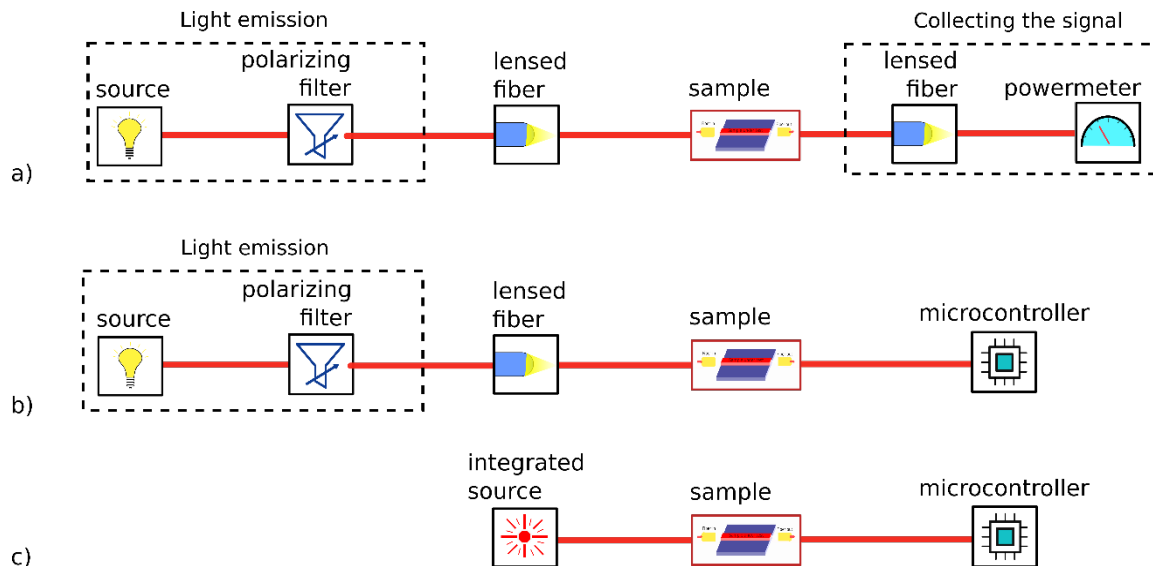 Light emission
Collecting the signal
source
polarizing
filter
lensed
fiber
sample
lensed
fiber
powermeter
a)
Light emission
source
polarizing
filter
lensed
fiber
sample
microcontroller
b)
integrated
source
sample
microcontroller
c)